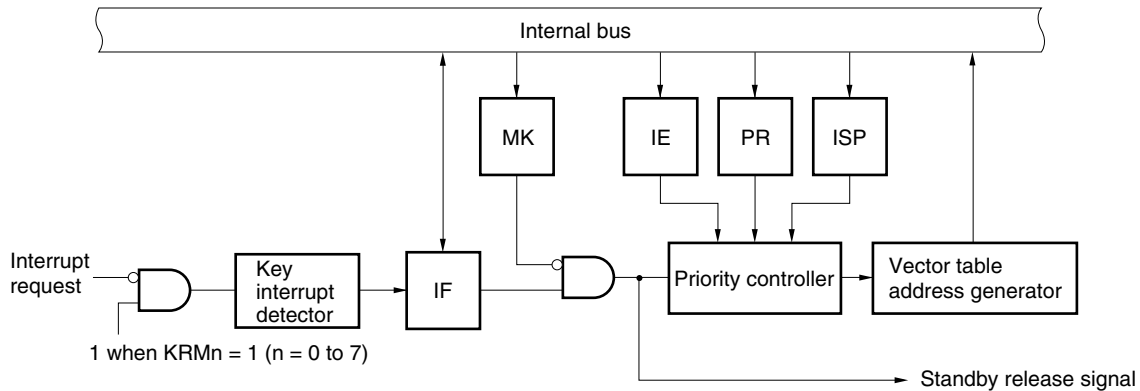 Internal bus
MK
IE
PR
ISP
Interrupt
request
Key
interrupt
detector
IF
Priority controller
Vector table
address generator
1 when KRMn = 1 (n = 0 to 7)
Standby release signal